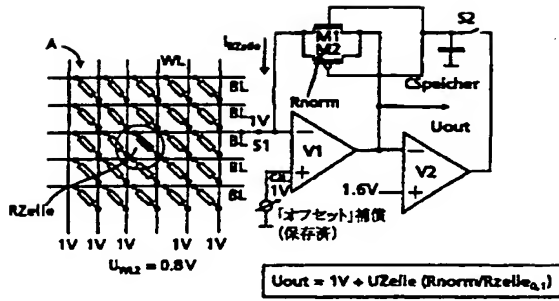 A
WL
iRZelle
M1
M2
S2
CSpeicher
Rnorm
BL
BL
BL
BL
BL
1V
S1
V1
Uout
V2
1V
1.6V
「オフセット」補償
(保存済)
RZelle
1V 1V 1V 1V 1V
UWL2 = 0.8V
Uout = 1V + UZelle (Rnorm/Rzelle0,1)